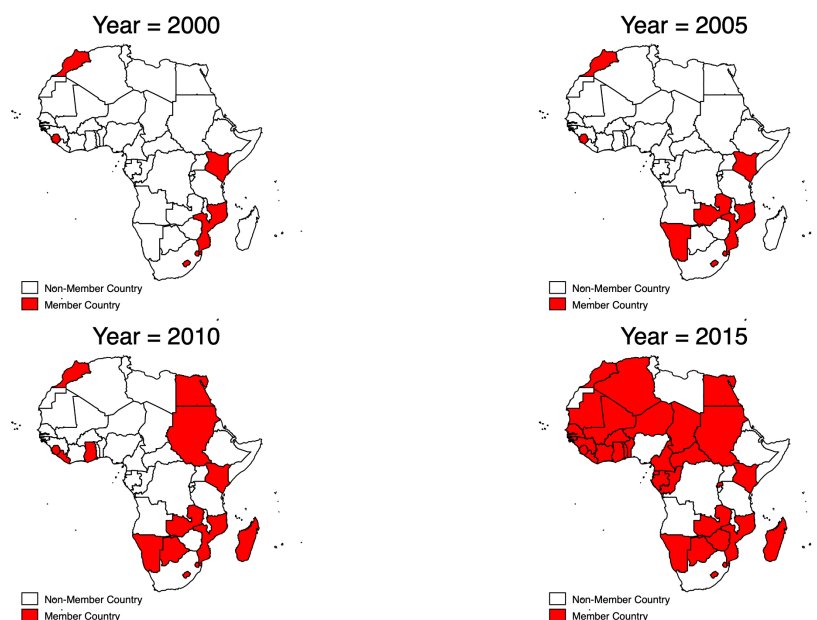 Year = 2000
Year = 2005
Non-Member Country
Member Country
Non-Member Country
Member Country
Year = 2010
Year = 2015
Non-Member Country
Member Country
Non-Member Country
Member Country